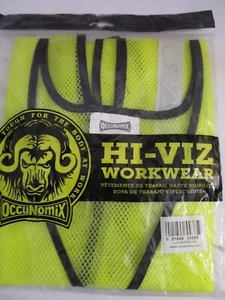 TOUGH FOR THE BODY AT WORK
OccuNomiX
HI-VIZ
WORKWEAR
VÊTEMENTS DE TRAVAIL HAUTE VISIBILITÉ
ROPA DE TRABAJO REFLECTANTE